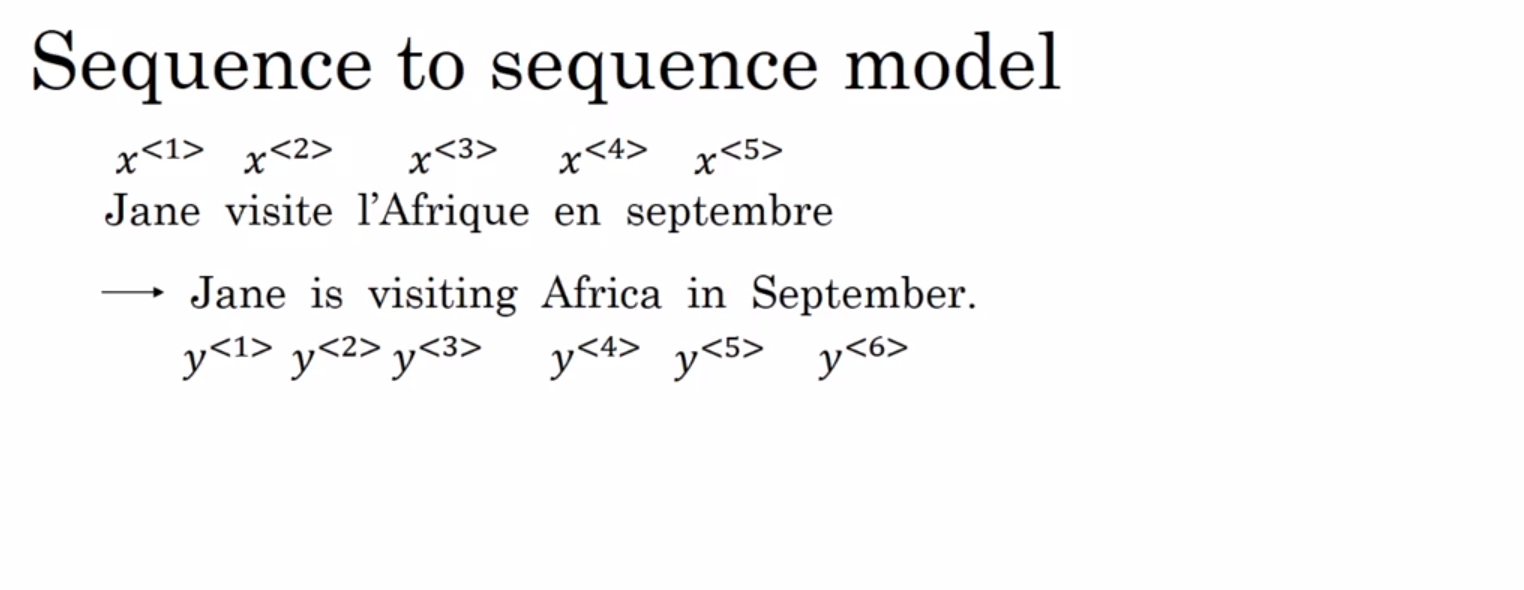 Sequence to sequence model
x<1> x<2> x<3> x<4> x<5>
Jane visite l’Afrique en septembre
→ Jane is visiting Africa in September.
y<1> y<2> y<3> y<4> y<5> y<6>